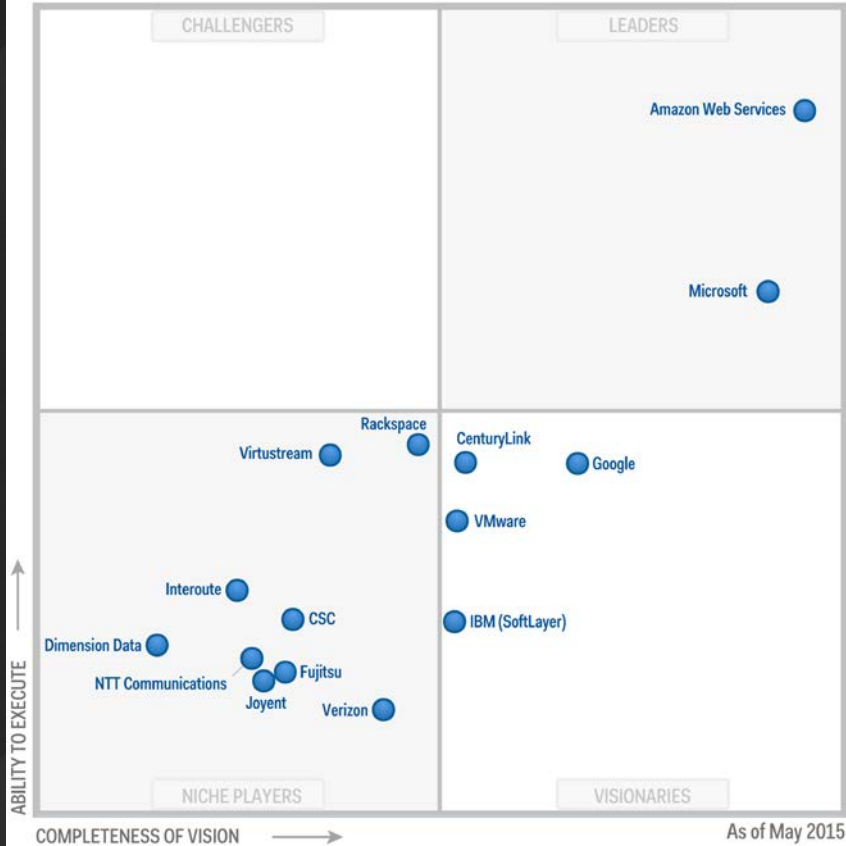 CHALLENGERS
LEADERS
Amazon Web Services
Microsoft
Rackspace
Virtustream
CenturyLink
Google
VMware
Interoute
CSC
IBM (SoftLayer)
Dimension Data
NTT Communications
Fujitsu
Joyent
Verizon
NICHE PLAYERS
VISIONARIES
ABILITY TO EXECUTE
COMPLETENESS OF VISION
As of May 2015